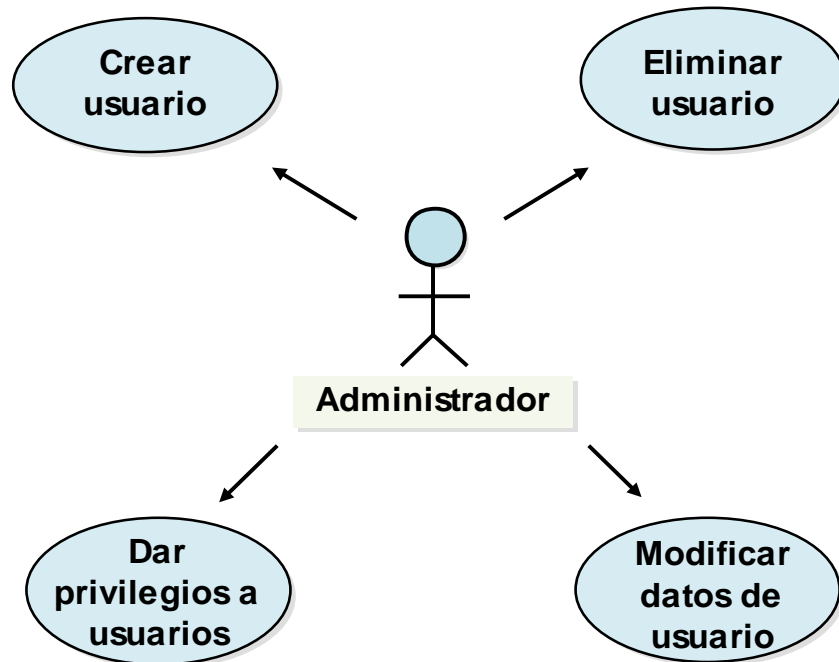 Crear
usuario
Eliminar
usuario
Administrador
Dar
privilegios a
usuarios
Modificar
datos de
usuario